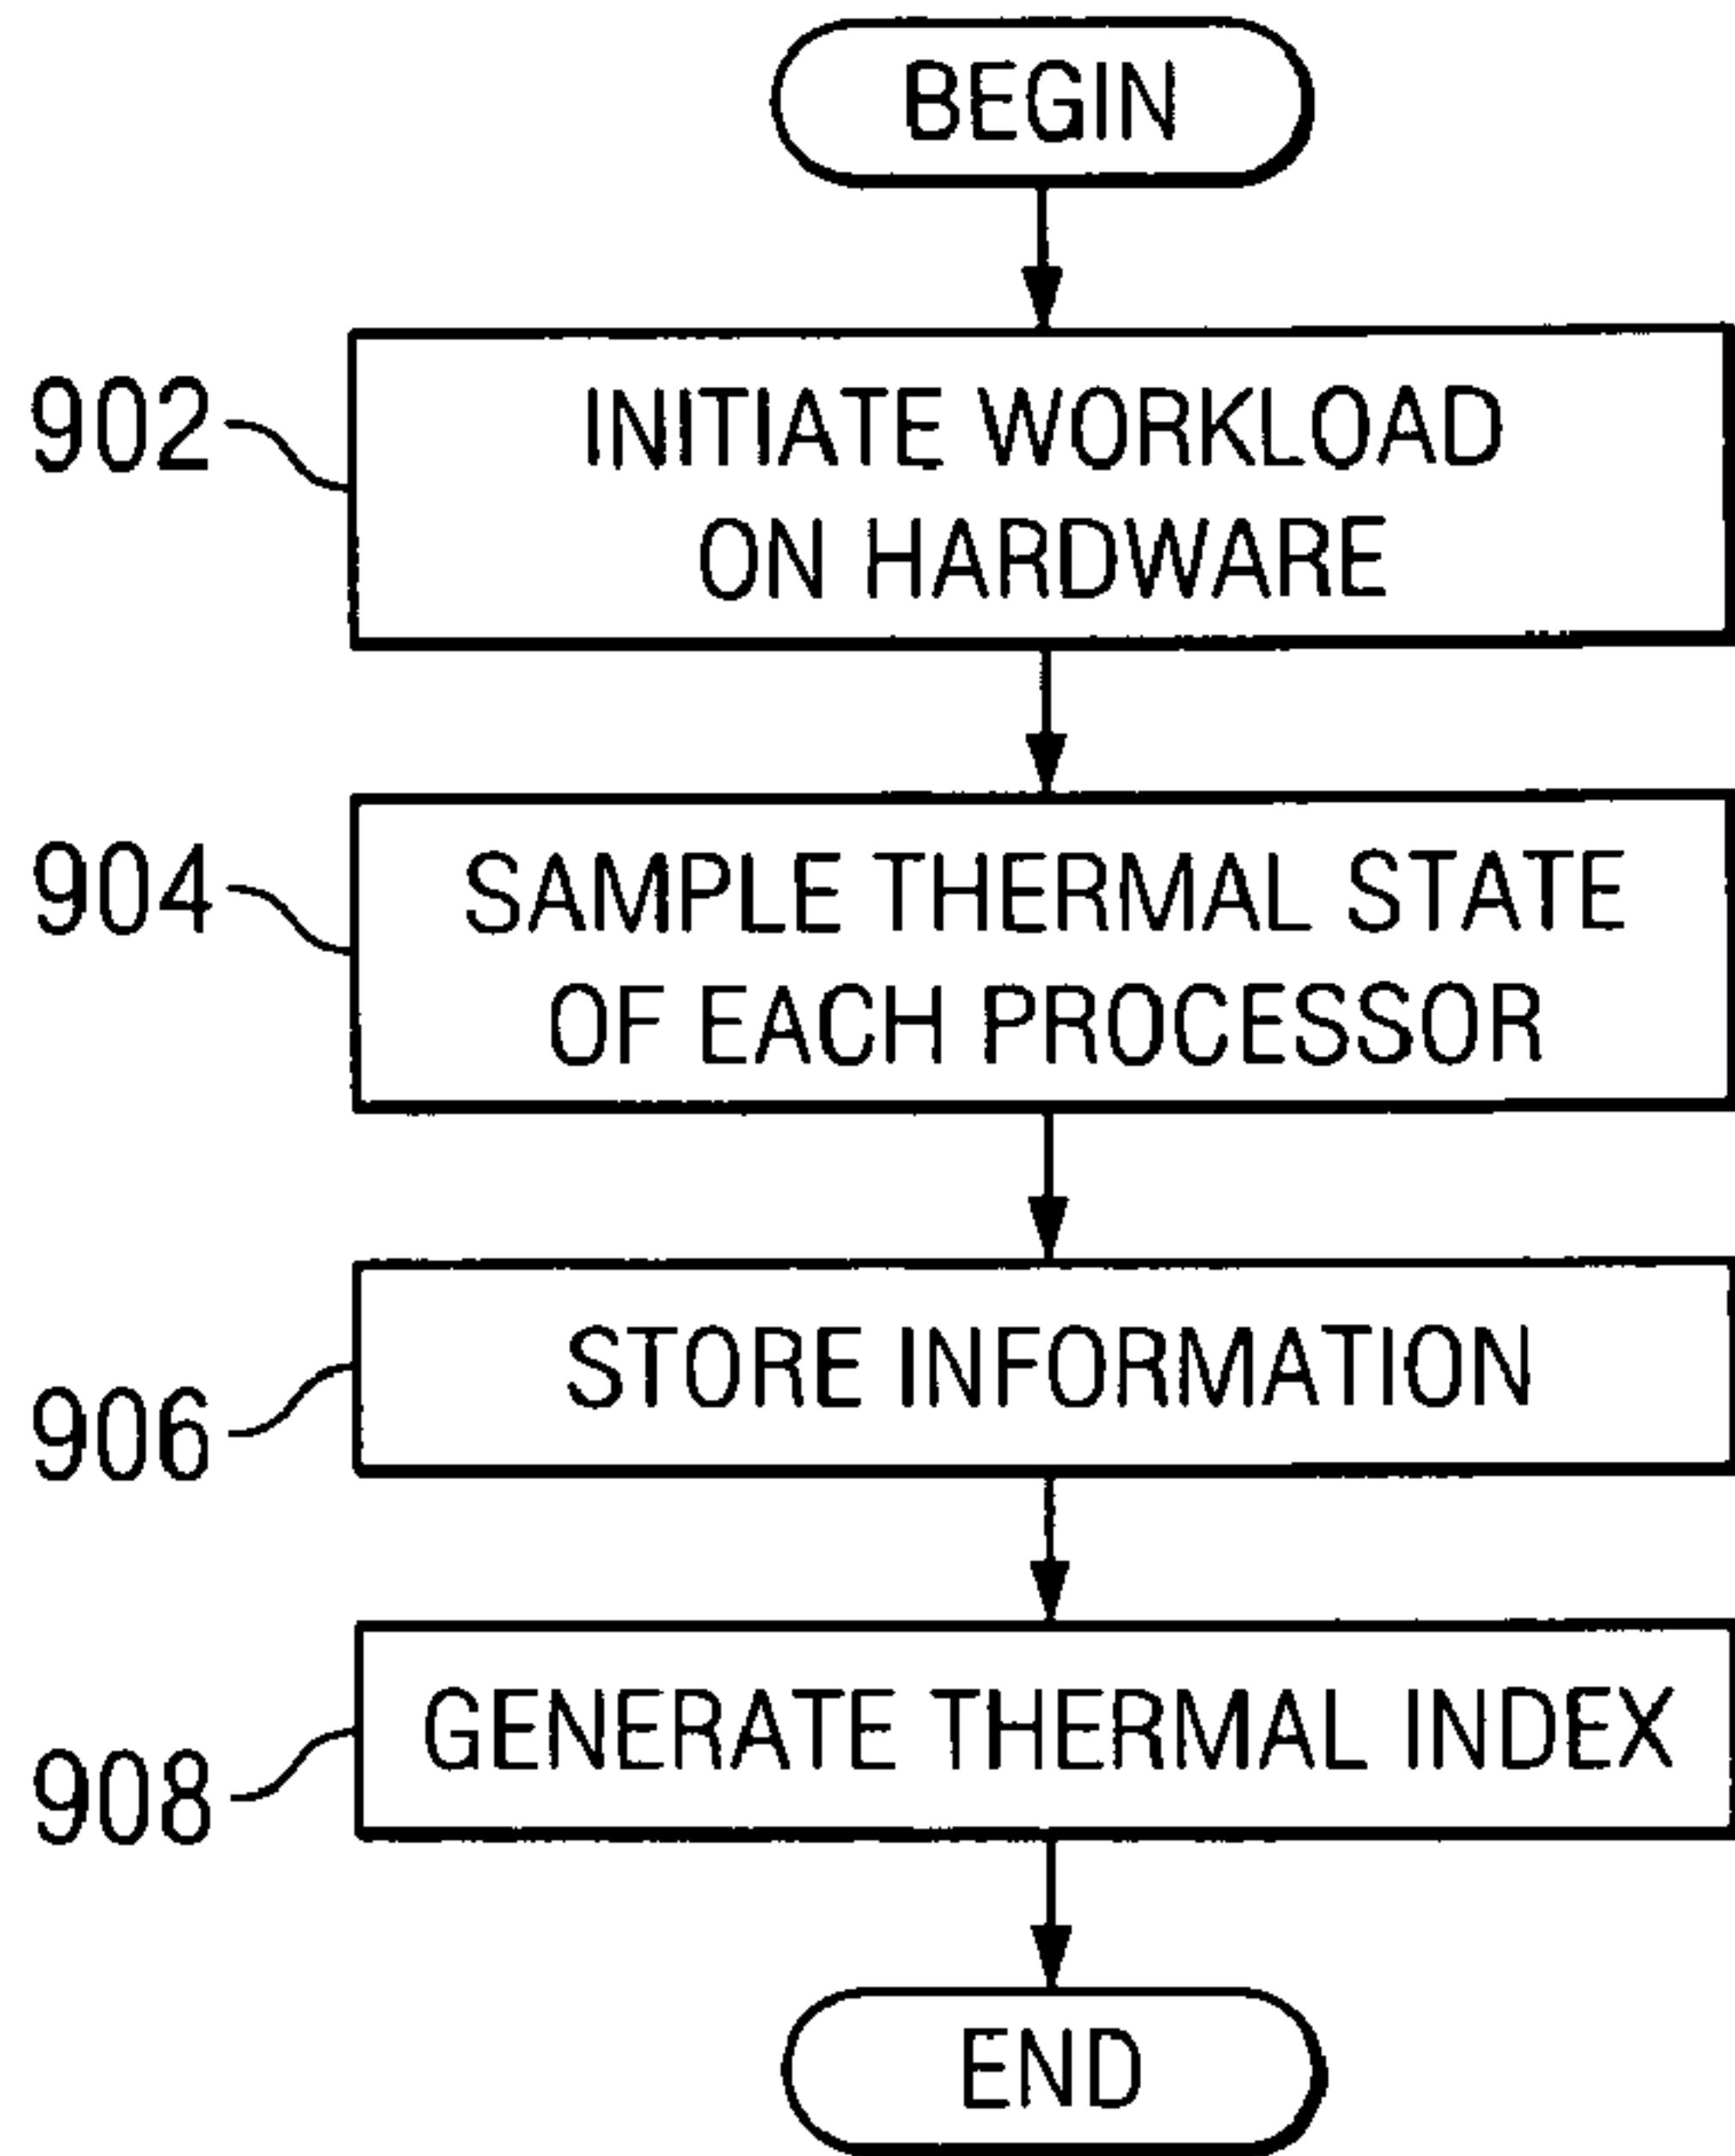 BEGIN
902
INITIATE WORKLOAD
ON HARDWARE
904
SAMPLE THERMAL STATE
OF EACH PROCESSOR
906
STORE INFORMATION
908
GENERATE THERMAL INDEX
END